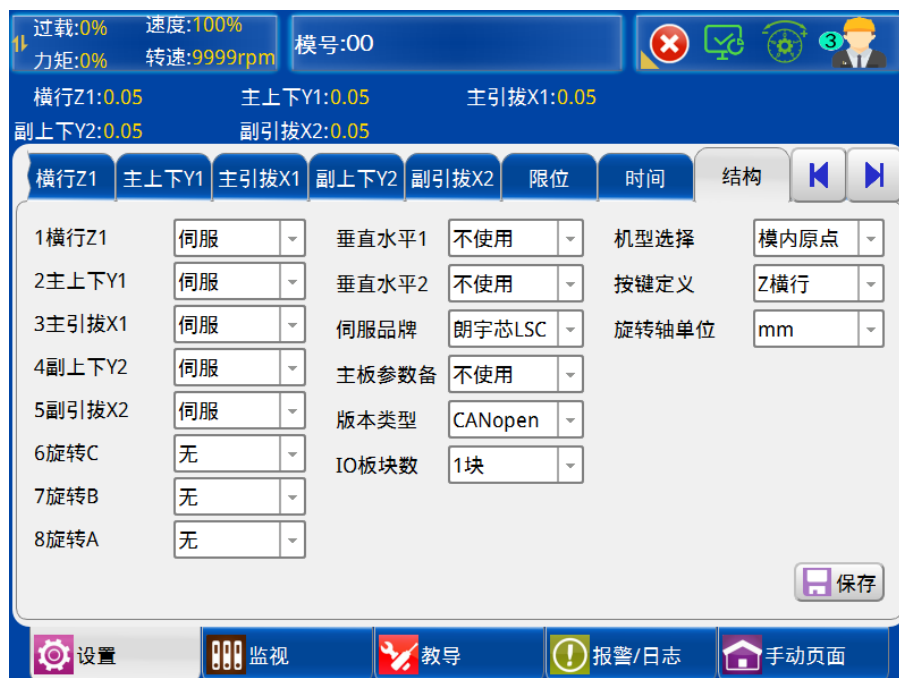 过载:0% 速度:100%
力矩:0% 转速:9999rpm
模号:00
3
横行Z1:0.05 主上下Y1:0.05 主引拔X1:0.05
副上下Y2:0.05 副引拔X2:0.05
横行Z1 主上下Y1 主引拔X1 副上下Y2 副引拔X2 限位 时间 结构
1横行Z1 伺服 垂直水平1 不使用 机型选择 模内原点
2主上下Y1 伺服 垂直水平2 不使用 按键定义 Z横行
3主引拔X1 伺服 伺服品牌 朗宇芯LSC 旋转轴单位 mm
4副上下Y2 伺服 主板参数备 不使用
5副引拔X2 伺服 版本类型 CANopen
6旋转C 无 IO板块数 1块
7旋转B 无
8旋转A 无
保存
设置 监视 教导 报警/日志 手动页面